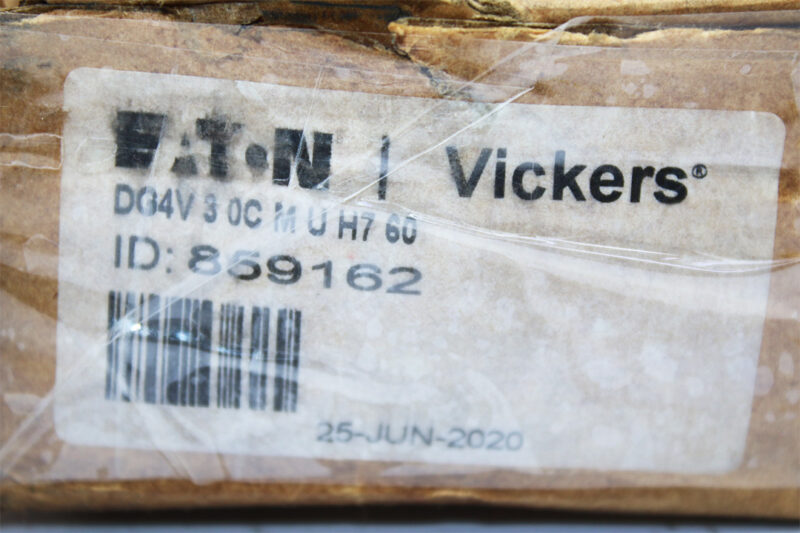 EATON | Vickers®
DG4V 3 0C M U H7 60
ID: 859162
25-JUN-2020